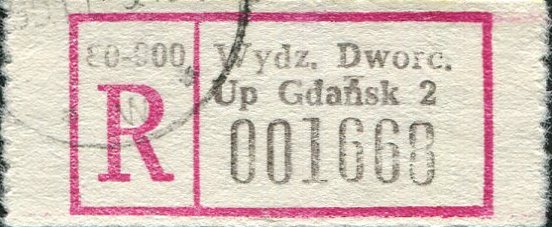 80-900
Wydz. Dworc.
Up Gdańsk 2
R
001668